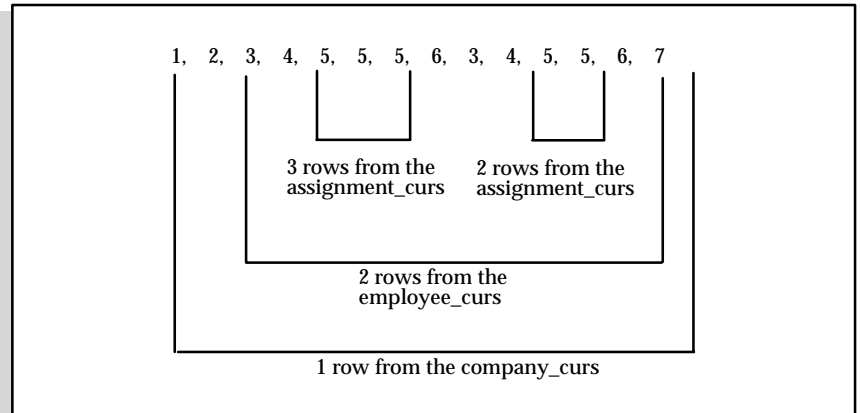 1, 2, 3, 4, 5, 5, 5, 6, 3, 4, 5, 5, 6, 7
3 rows from the
assignment_curs
2 rows from the
assignment_curs
2 rows from the
employee_curs
1 row from the company_curs